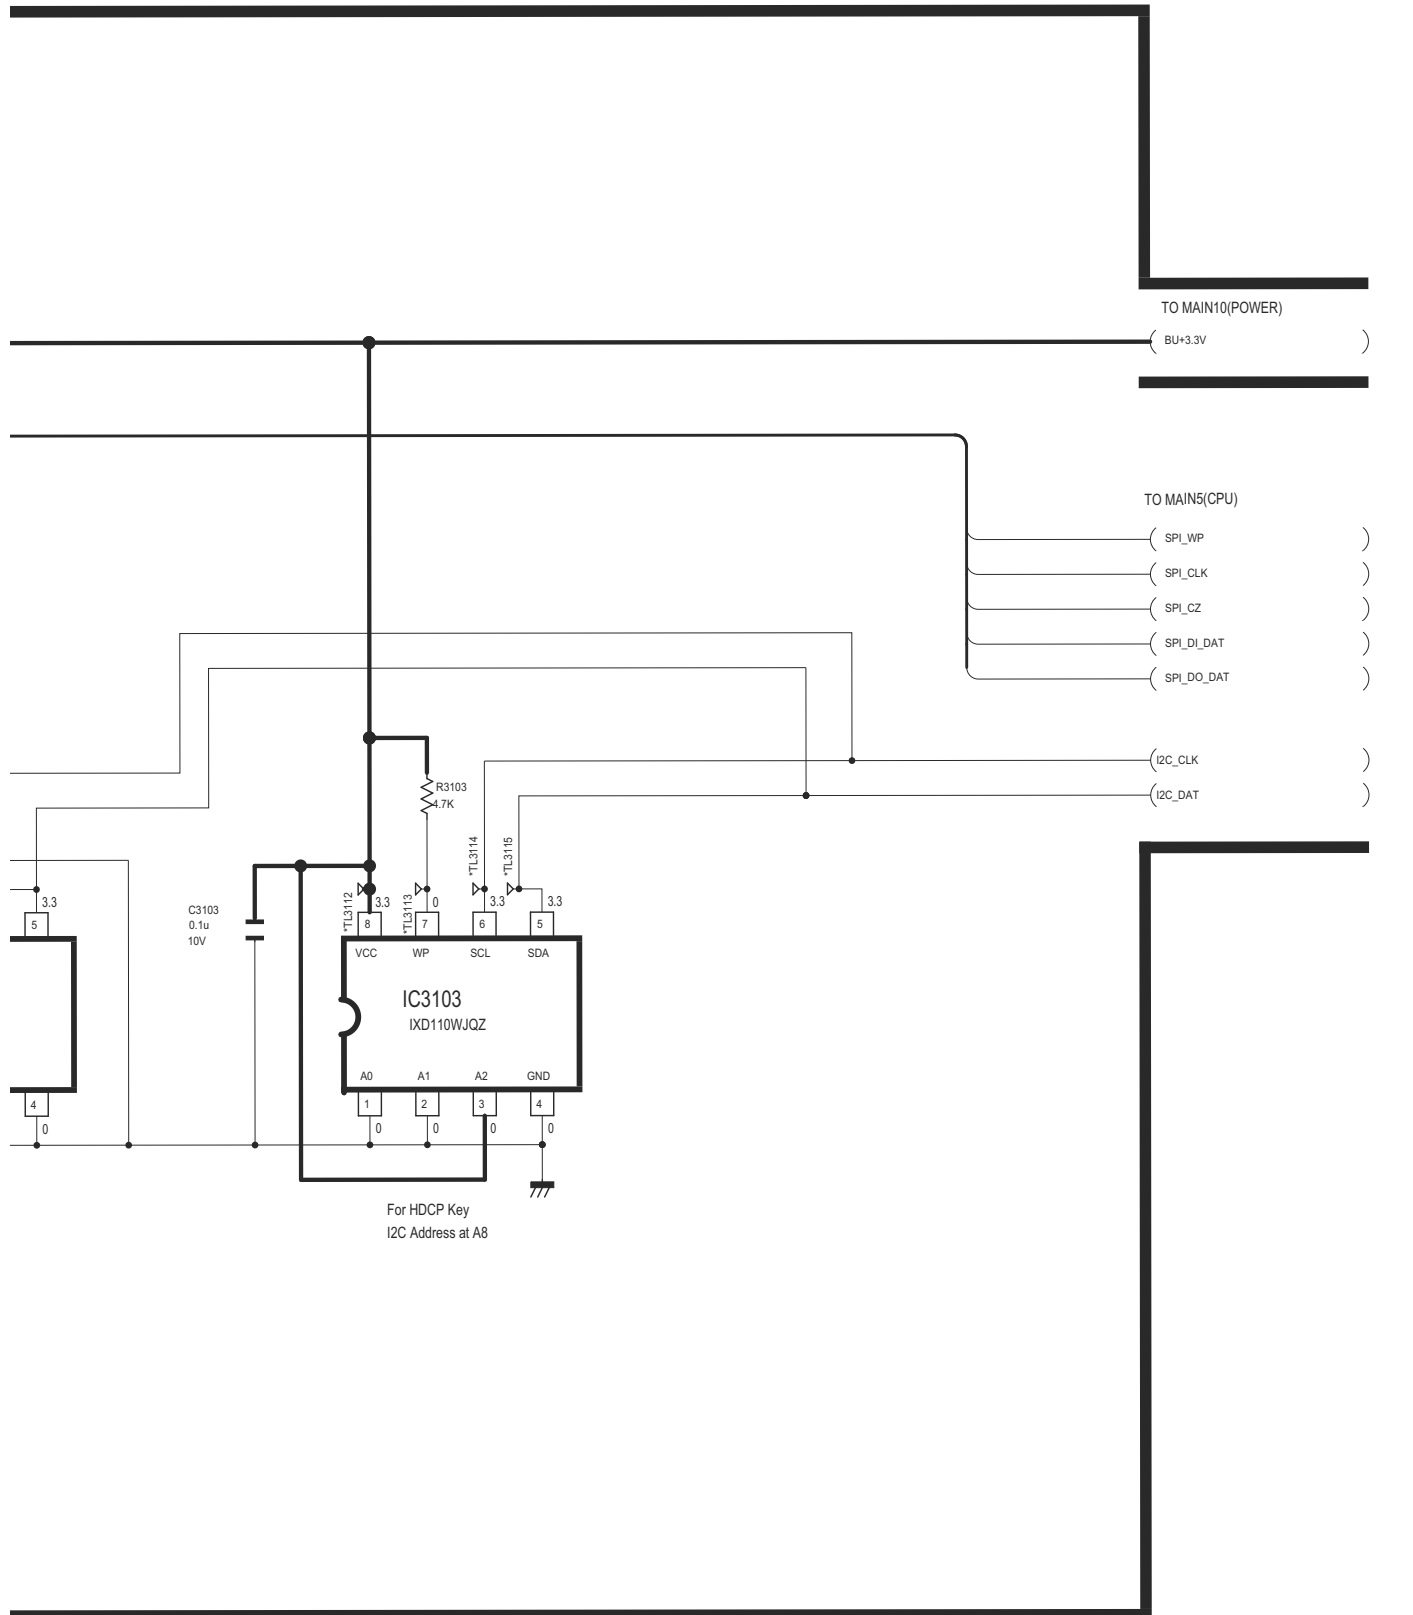 TO MAIN10(POWER)
BU+3.3V
TO MAIN5(CPU)
SPI_WP
SPI_CLK
SPI_CZ
SPI_DI_DAT
SPI_DO_DAT
I2C_CLK
I2C_DAT
R3103
4.7K
*TL3112
*TL3113
*TL3114
*TL3115
3.3
3.3 0 3.3 3.3
C3103
0.1u
10V
5
8 7 6 5
VCC WP SCL SDA
IC3103
IXD110WJQZ
A0 A1 A2 GND
4
1 2 3 4
0
0 0 0 0
For HDCP Key
I2C Address at A8